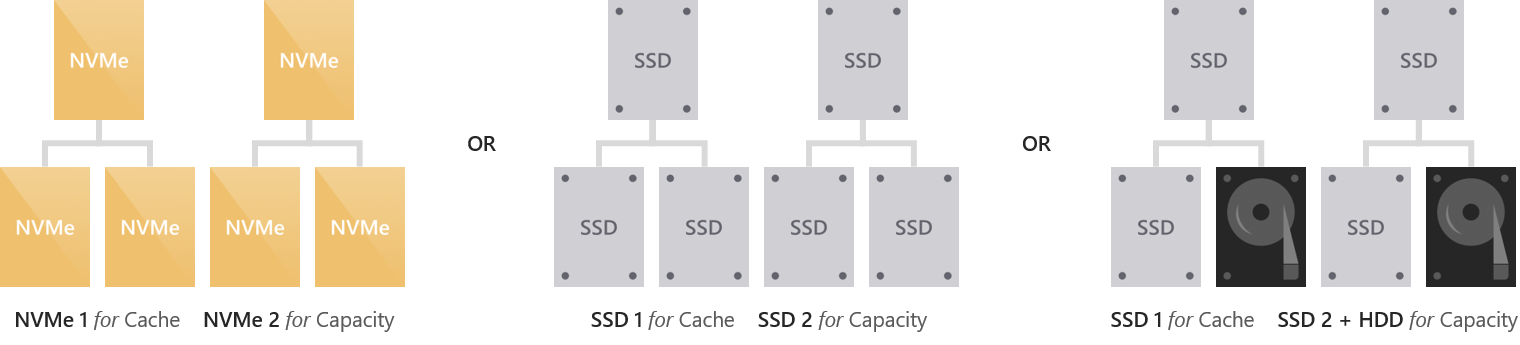 NVMe NVMe
NVMe NVMe NVMe NVMe
NVMe 1 for Cache NVMe 2 for Capacity
OR
SSD SSD
SSD SSD SSD SSD
SSD 1 for Cache SSD 2 for Capacity
OR
SSD SSD
SSD SSD
SSD 1 for Cache SSD 2 + HDD for Capacity